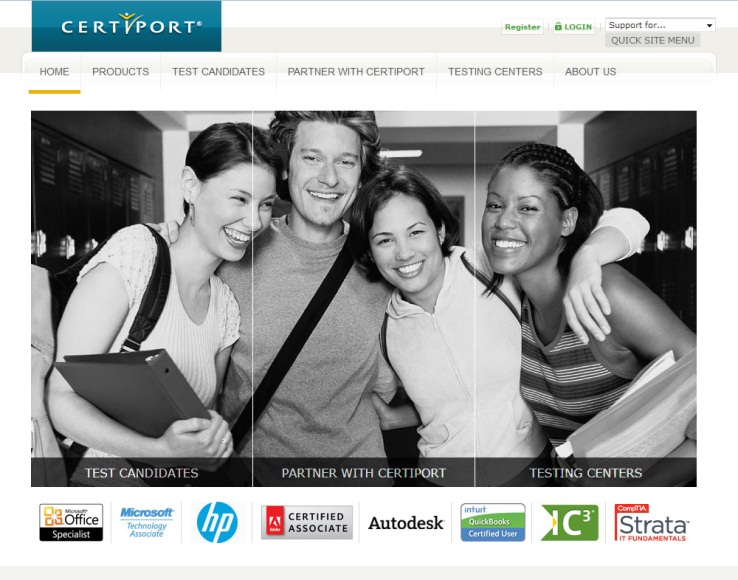 CERTIPORT®
Register
LOGIN
Support for...
QUICK SITE MENU
HOME PRODUCTS TEST CANDIDATES PARTNER WITH CERTIPORT TESTING CENTERS ABOUT US
TEST CANDIDATES PARTNER WITH CERTIPORT TESTING CENTERS
Microsoft®
Office
Specialist
Microsoft®
Technology
Associate
hp
Adobe
CERTIFIED
ASSOCIATE
Autodesk
intuit
QuickBooks
Certified User
IC3®
CompTIA
Strata™
IT FUNDAMENTALS